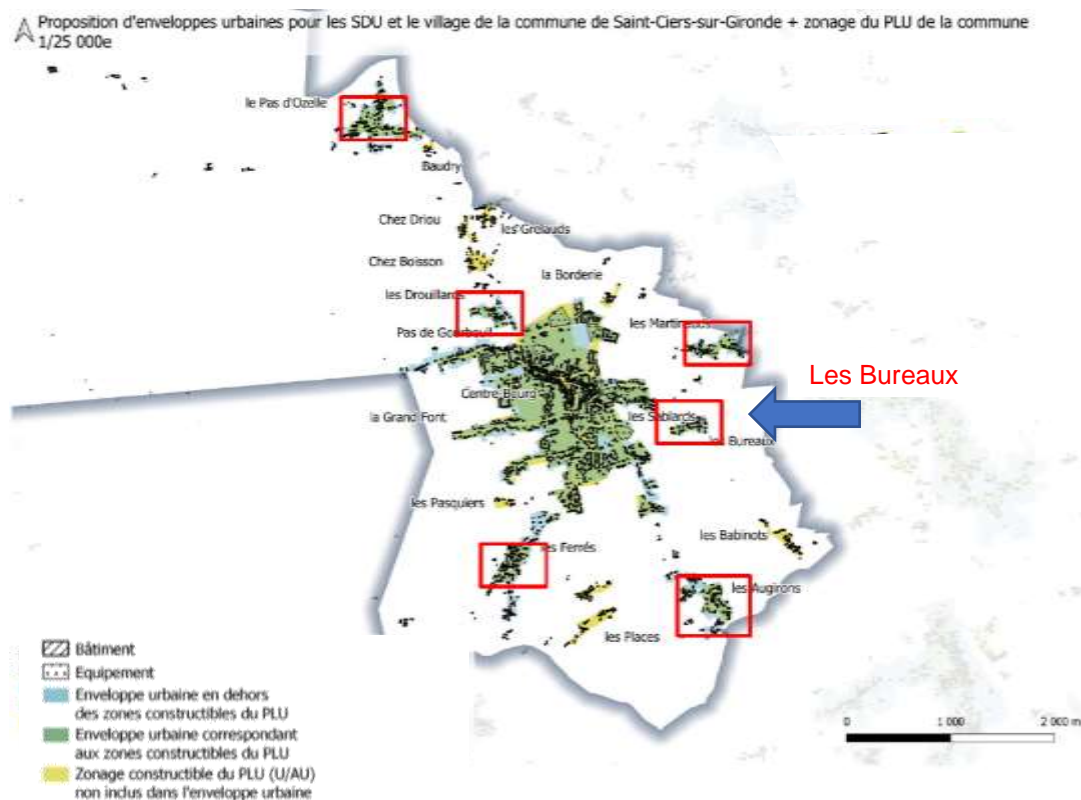 Proposition d'enveloppes urbaines pour les SDU et le village de la commune de Saint-Ciers-sur-Gironde + zonage du PLU de la commune
1/25 000e
le Pas d'Ozelle
Baudry
Chez Driou
les Grelauds
Chez Boisson
la Borderie
les Drouillards
les Martineaus
Pas de Gourbeuil
Les Bureaux
Centre-Bourg
la Grand Font
les Sablards
les Bureaux
les Pasquiers
les Babinots
les Ferrés
les Augirons
les Places
Bâtiment
Equipement
Enveloppe urbaine en dehors
des zones constructibles du PLU
Enveloppe urbaine correspondant
aux zones constructibles du PLU
Zonage constructible du PLU (U/AU)
non inclus dans l'enveloppe urbaine
0 1 000 2 000 m